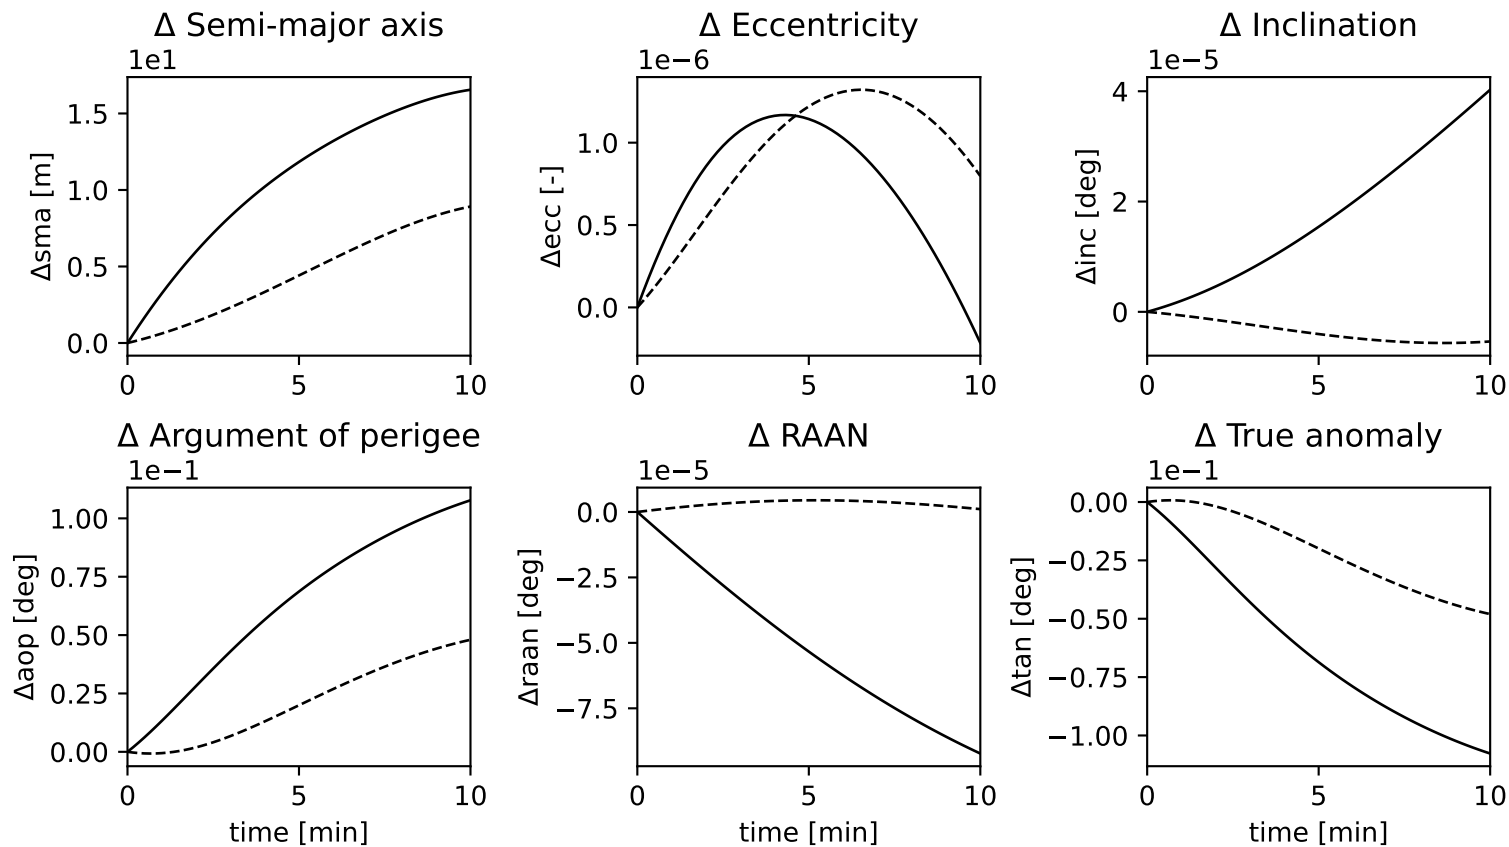 Δ Semi-major axis
1e1
Δsma [m]
1.5
1.0
0.5
0.0
0 5 10
Δ Eccentricity
1e−6
Δecc [-]
1.0
0.5
0.0
0 5 10
Δ Inclination
1e−5
Δinc [deg]
4
2
0
0 5 10
Δ Argument of perigee
1e−1
Δaop [deg]
1.00
0.75
0.50
0.25
0.00
0 5 10
time [min]
Δ RAAN
1e−5
Δraan [deg]
0.0
−2.5
−5.0
−7.5
0 5 10
time [min]
Δ True anomaly
1e−1
Δtan [deg]
0.00
−0.25
−0.50
−0.75
−1.00
0 5 10
time [min]